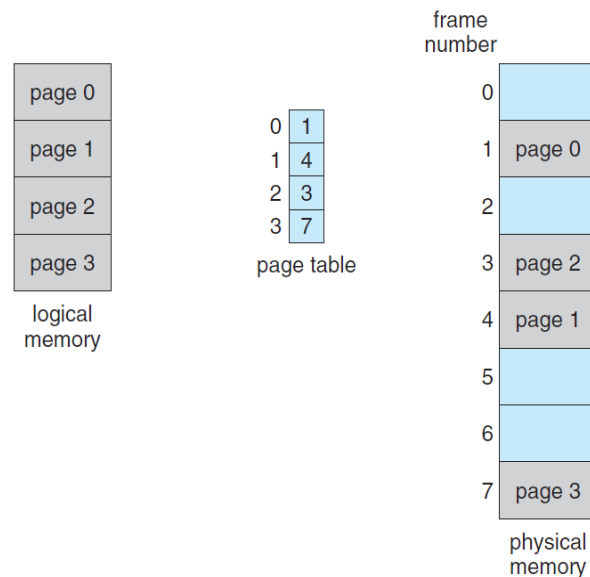 frame
number
page 0
page 1
page 2
page 3
logical
memory
0 1
1 4
2 3
3 7
page table
0
1 page 0
2
3 page 2
4 page 1
5
6
7 page 3
physical
memory